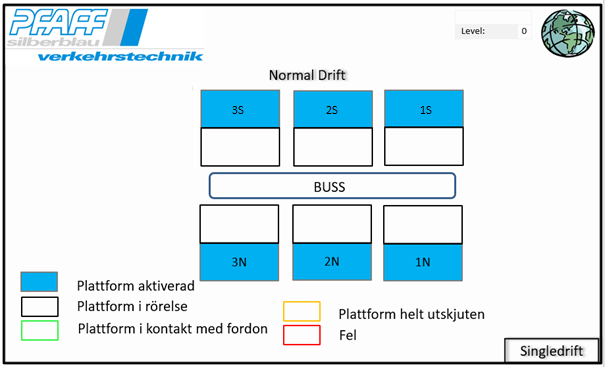 PFAFF
silberblau
verkehrstechnik
Level: 0
Normal Drift
3S 2S 1S
BUSS
3N 2N 1N
Plattform aktiverad
Plattform i rörelse
Plattform i kontakt med fordon
Plattform helt utskjuten
Fel
Singledrift